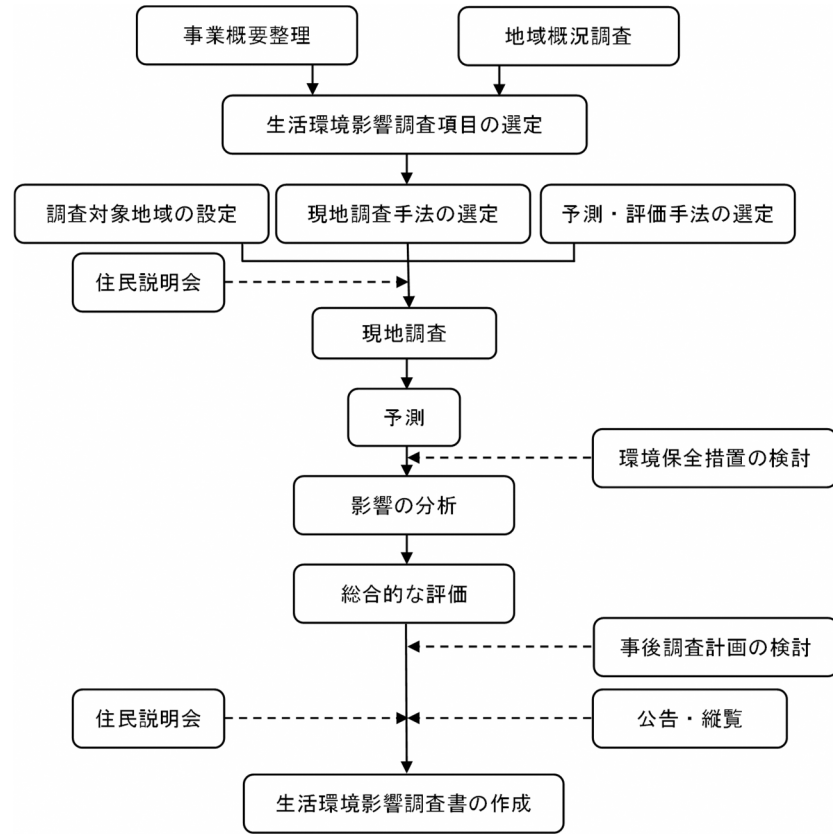 事業概要整理
地域概況調査
生活環境影響調査項目の選定
調査対象地域の設定
現地調査手法の選定
予測・評価手法の選定
住民説明会
現地調査
予測
環境保全措置の検討
影響の分析
総合的な評価
事後調査計画の検討
住民説明会
公告・縦覧
生活環境影響調査書の作成